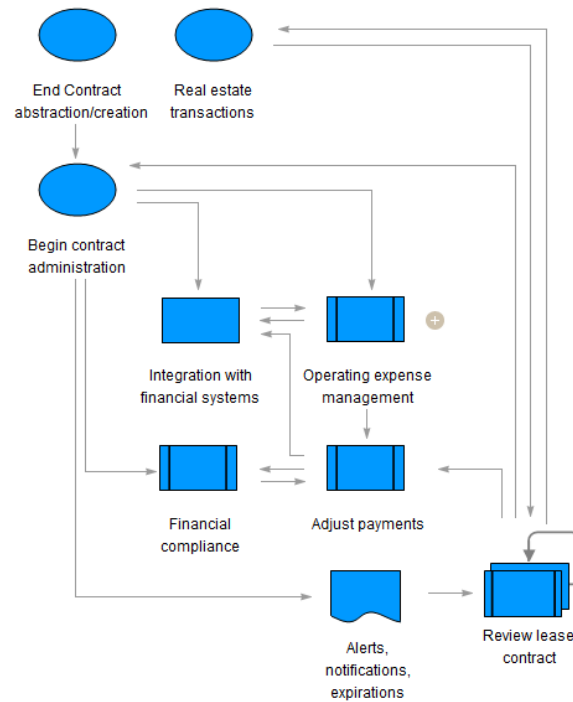 End Contract
abstraction/creation
Real estate
transactions
Begin contract
administration
Integration with
financial systems
Operating expense
management
Financial
compliance
Adjust payments
Alerts,
notifications,
expirations
Review lease
contract